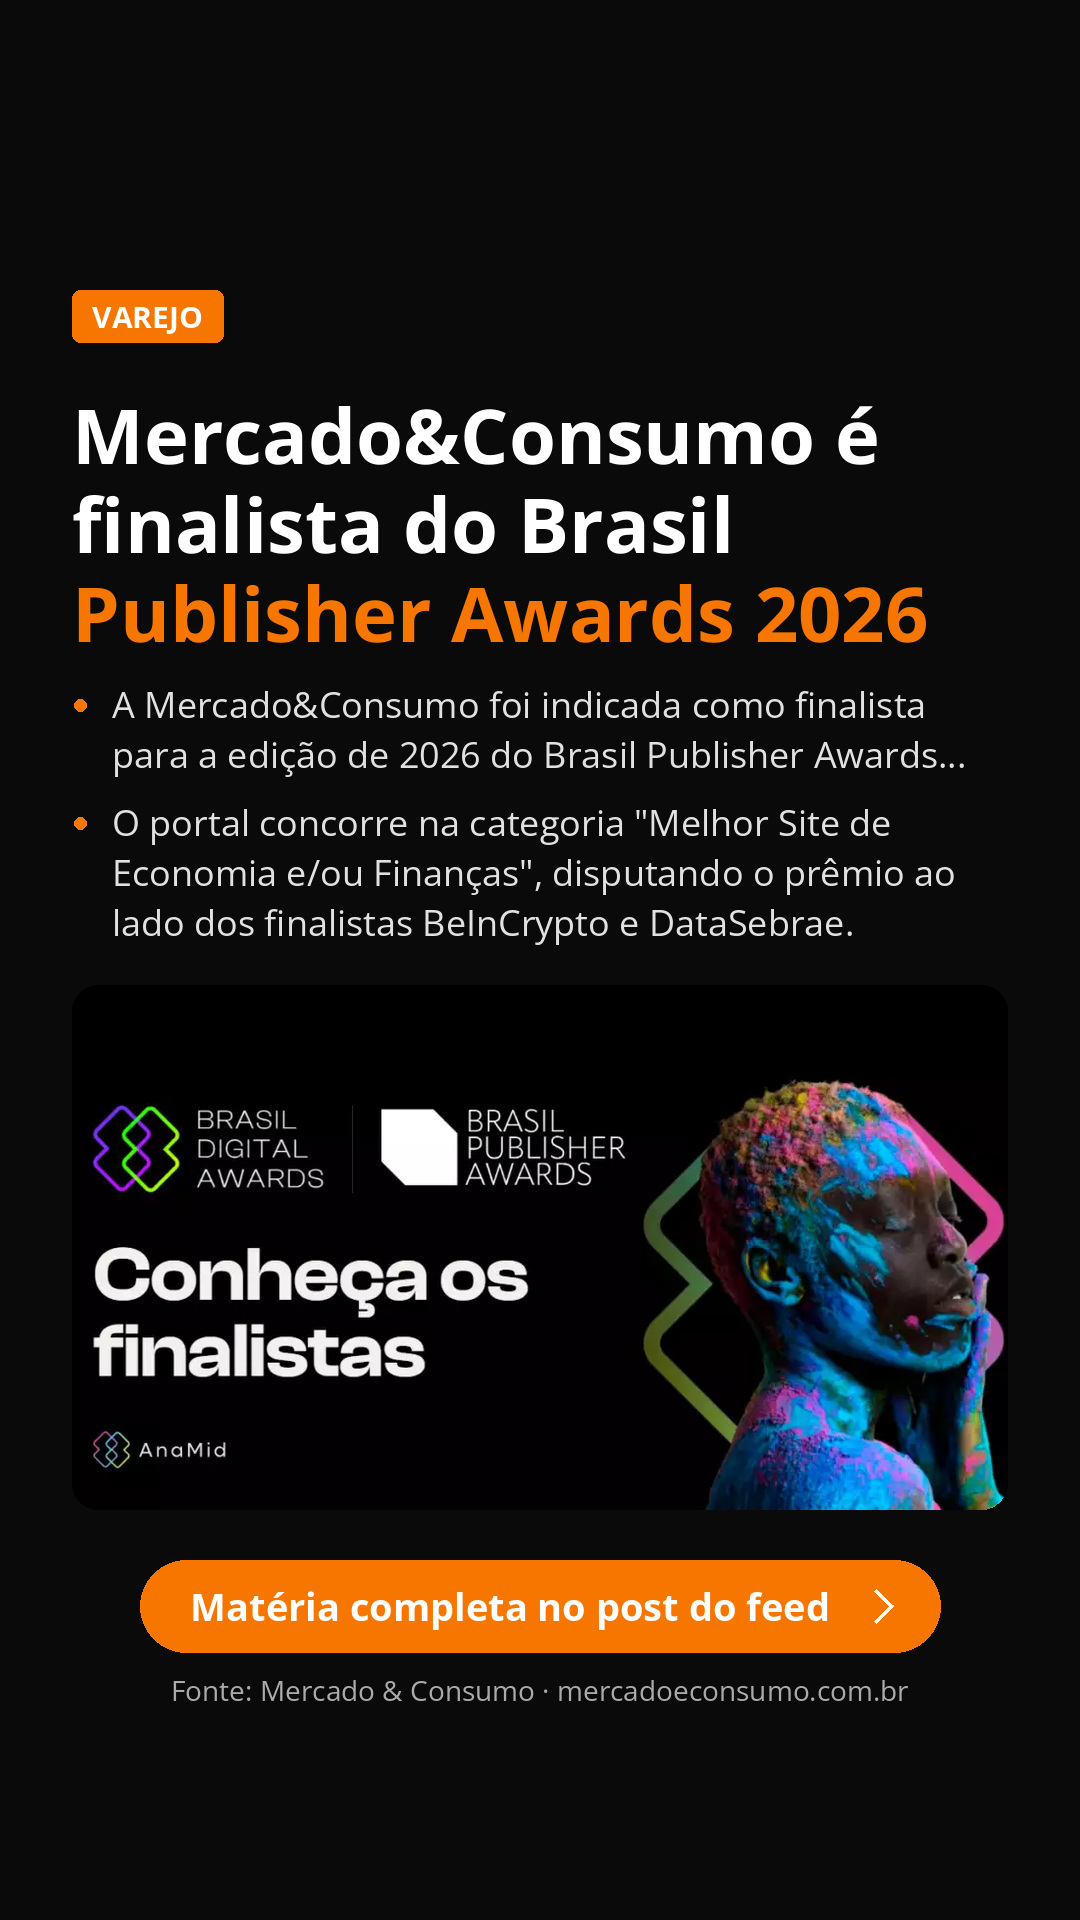 VAREJO
Mercado&Consumo é
finalista do Brasil
Publisher Awards 2026
A Mercado&Consumo foi indicada como finalista
para a edição de 2026 do Brasil Publisher Awards...
O portal concorre na categoria "Melhor Site de
Economia e/ou Finanças", disputando o prêmio ao
lado dos finalistas BeInCrypto e DataSebrae.
BRASIL
DIGITAL
AWARDS
BRASIL
PUBLISHER
AWARDS
Conheça os
finalistas
AnaMid
Matéria completa no post do feed
Fonte: Mercado & Consumo · mercadoeconsumo.com.br